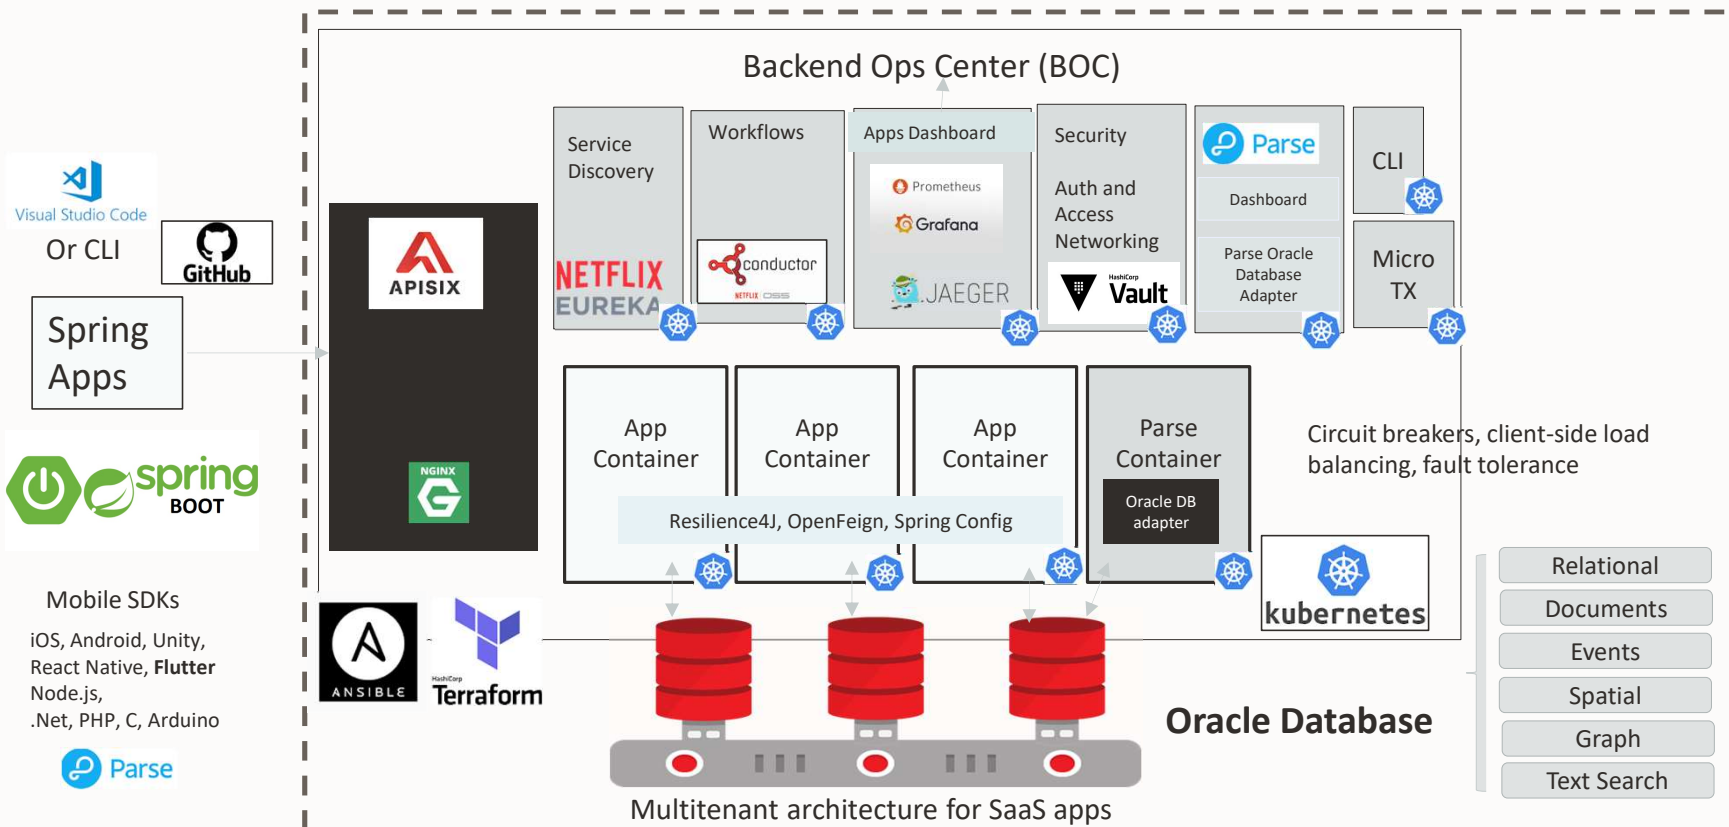 Backend Ops Center (BOC)
Visual Studio Code
Or CLI
GitHub
Spring
Apps
spring
BOOT
Mobile SDKs
iOS, Android, Unity,
React Native, Flutter
Node.js,
.Net, PHP, C, Arduino
Parse
APISIX
NGINX
G
Service
Discovery
NETFLIX
EUREKA
Workflows
conductor
NETFLIX OSS
Apps Dashboard
Prometheus
Grafana
JAEGER
Security
Auth and
Access
Networking
HashiCorp
Vault
Parse
Dashboard
Parse Oracle
Database
Adapter
CLI
Micro
TX
App
Container
App
Container
App
Container
Parse
Container
Oracle DB
adapter
Resilience4J, OpenFeign, Spring Config
Circuit breakers, client-side load
balancing, fault tolerance
kubernetes
ANSIBLE
HashiCorp
Terraform
Oracle Database
Multitenant architecture for SaaS apps
Relational
Documents
Events
Spatial
Graph
Text Search